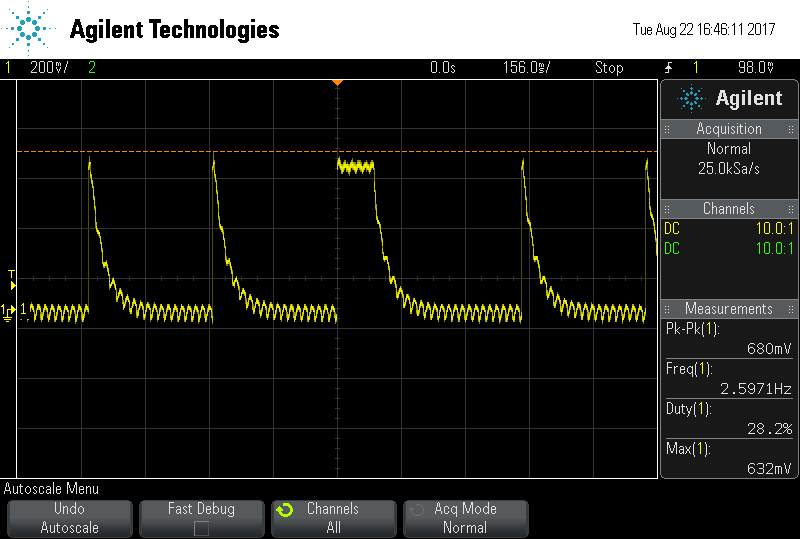 Agilent Technologies
Tue Aug 22 16:46:11 2017
1 200mV/ 2 0.0s 156.0ms/ Stop 1 98.0mV
Agilent
Acquisition
Normal
25.0kSa/s
Channels
DC 10.0:1
DC 10.0:1
T
1 1
Measurements
Pk-Pk(1):
680mV
Freq(1):
2.5971Hz
Duty(1):
28.2%
Max(1):
632mV
Autoscale Menu
Undo
Autoscale
Fast Debug
Channels
All
Acq Mode
Normal